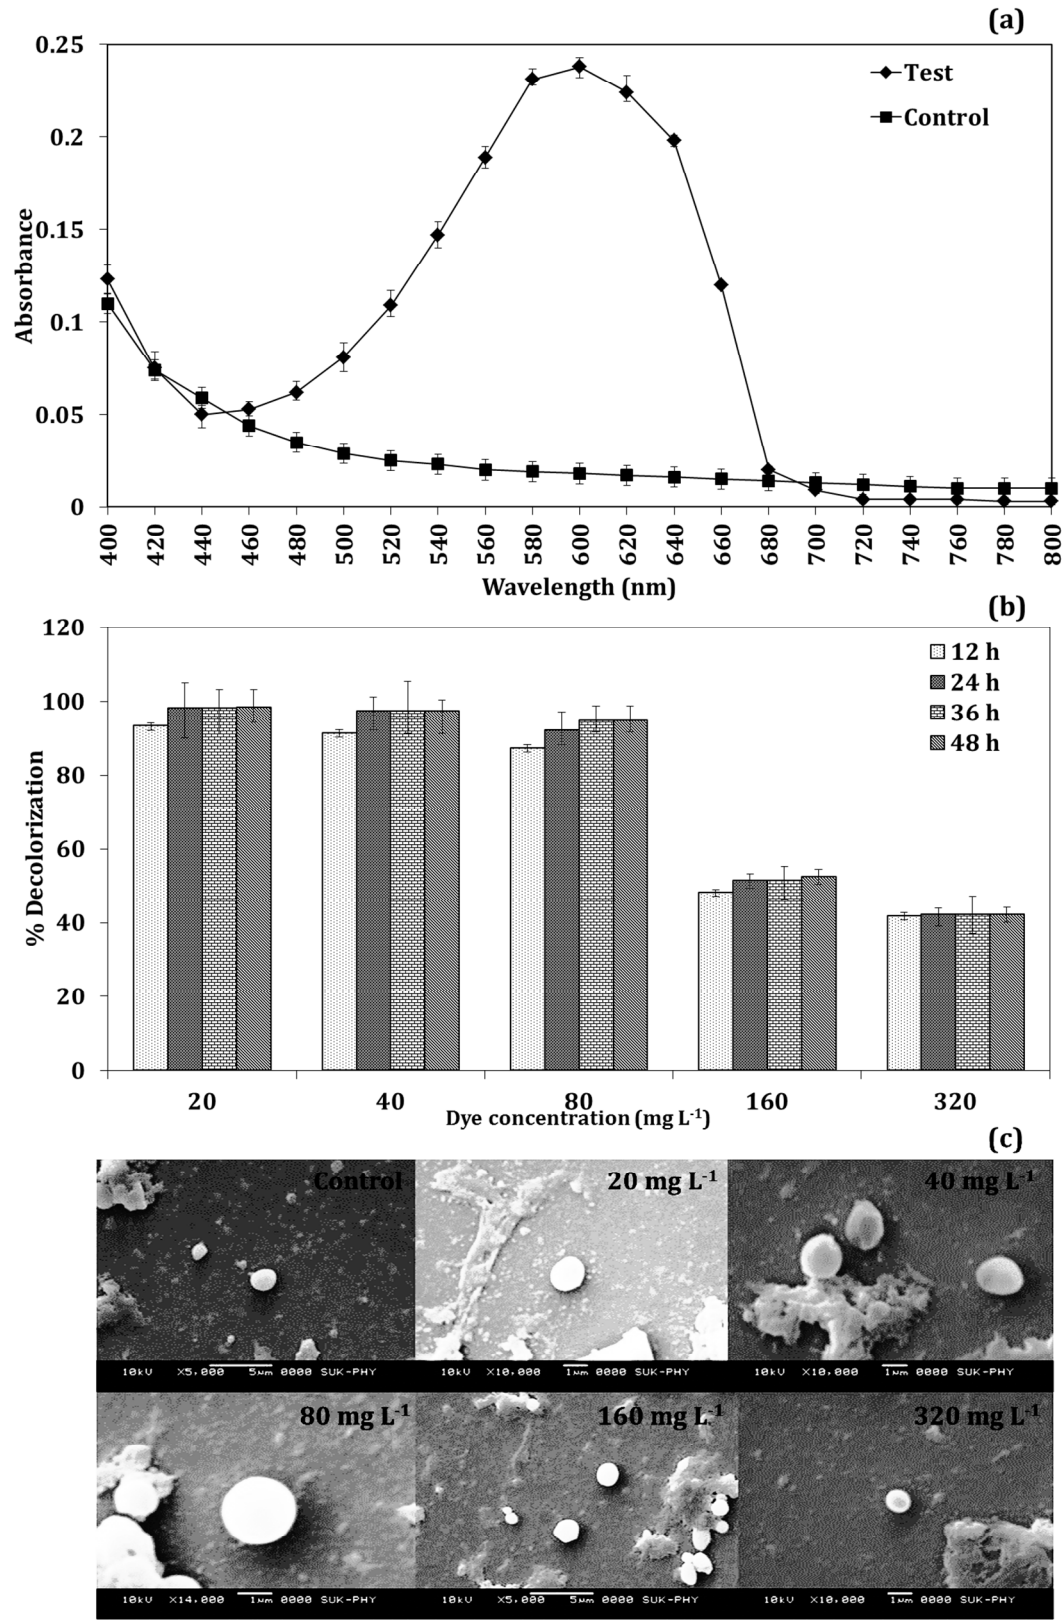 (a)
0.25
0.2
0.15
0.1
0.05
0
Absorbance
Test
Control
400 420 440 460 480 500 520 540 560 580 600 620 640 660 680 700 720 740 760 780 800
Wavelength (nm)
(b)
120
100
80
60
40
20
0
% Decolorization
12 h
24 h
36 h
48 h
20 40 80 160 320
Dye concentration (mg L-1)
(c)
Control 20 mg L-1 40 mg L-1
10kV X5,000 5μm 0000 SUK-PHY 10kV X10,000 1μm 0000 SUK-PHY 10kV X10,000 1μm 0000 SUK-PHY
80 mg L-1 160 mg L-1 320 mg L-1
10kV X14,000 1μm 0000 SUK-PHY 10kV X5,000 5μm 0000 SUK-PHY 10kV X10,000 1μm 0000 SUK-PHY